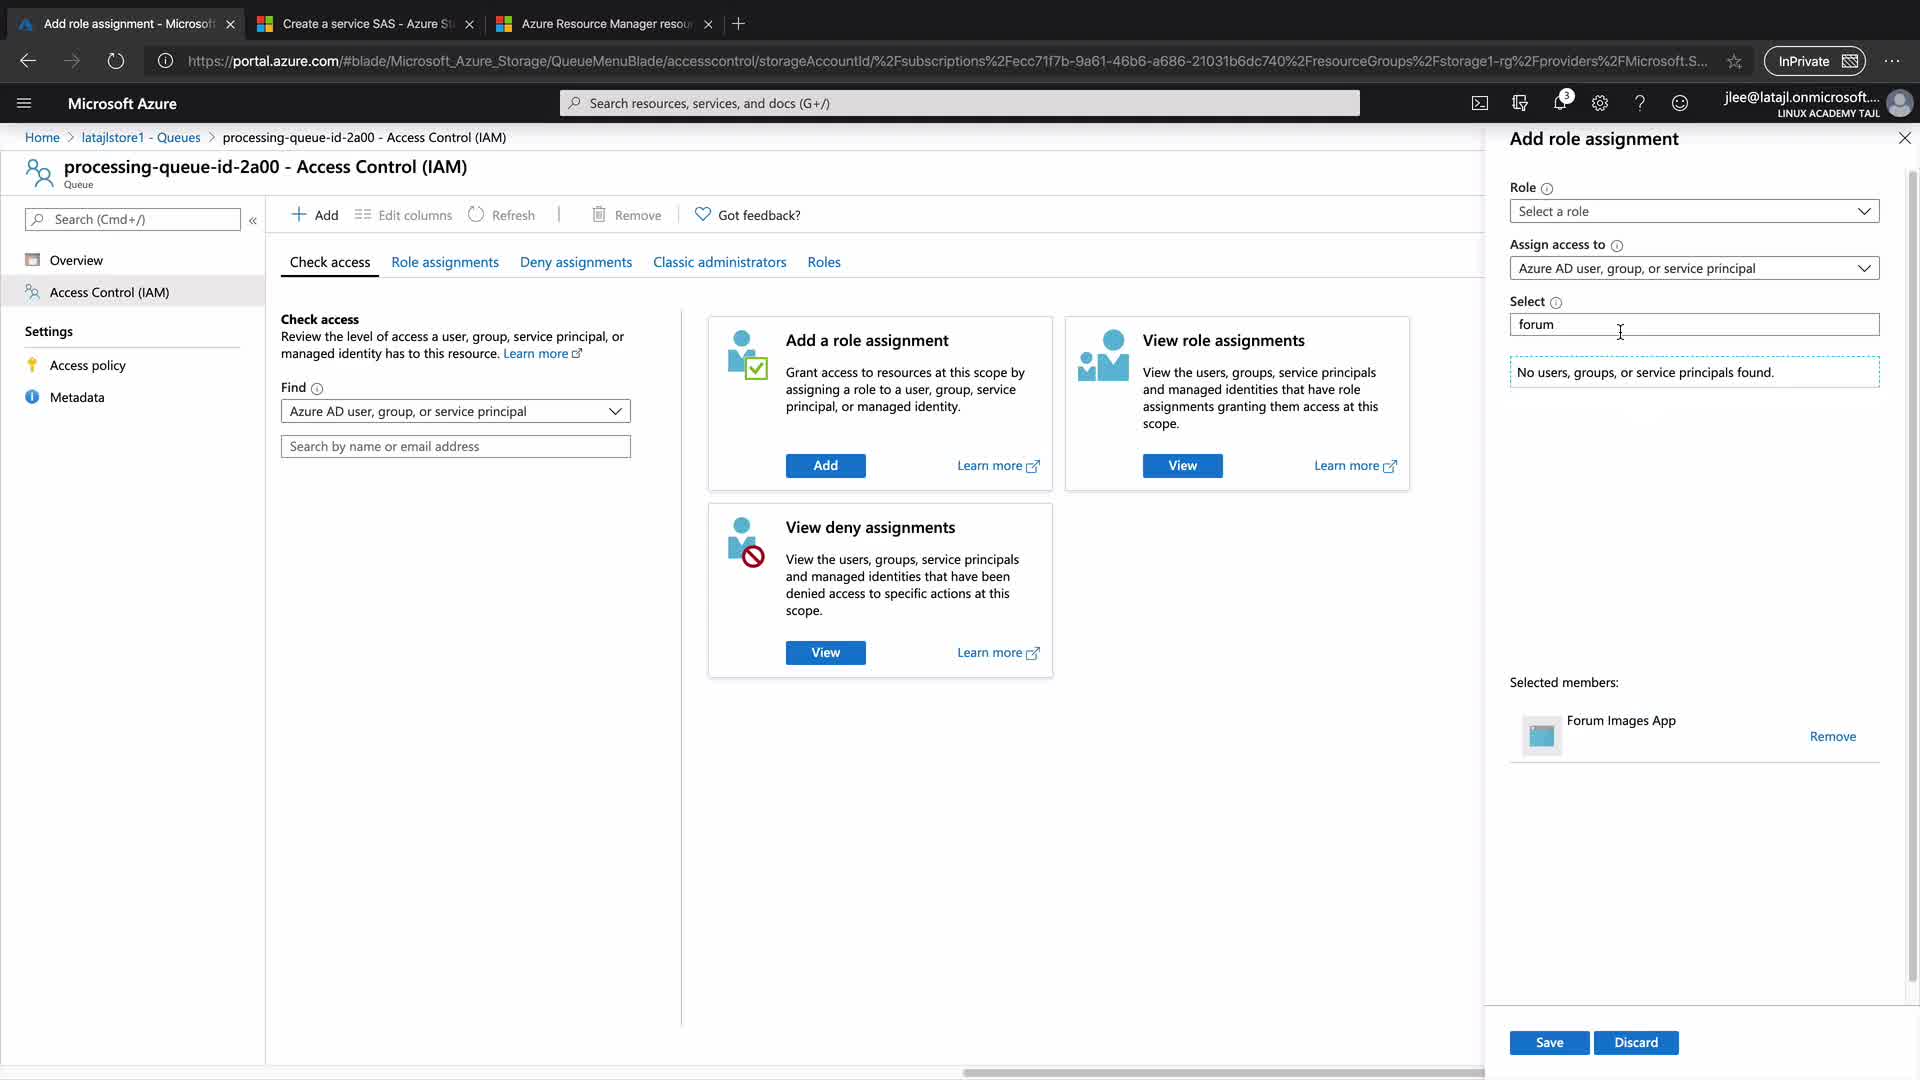 Add role assignment - Microsof
Create a service SAS - Azure St
Azure Resource Manager resou
https://portal.azure.com/#blade/Microsoft_Azure_Storage/QueueMenuBlade/accesscontrol/storageAccountId/%2Fsubscriptions%2Fecc71f7b-9a61-46b6-a686-21031b6dc740%2FresourceGroups%2Fstorage1-rg%2Fproviders%2FMicrosoft.S...
InPrivate
Microsoft Azure
Search resources, services, and docs (G+/)
3
jlee@latajl.onmicrosoft....
LINUX ACADEMY TAJL
Home > latajlstore1 - Queues > processing-queue-id-2a00 - Access Control (IAM)
processing-queue-id-2a00 - Access Control (IAM)
Queue
Search (Cmd+/)
«
Overview
Access Control (IAM)
Settings
Access policy
Metadata
Add
Edit columns
Refresh
Remove
Got feedback?
Check access
Role assignments
Deny assignments
Classic administrators
Roles
Check access
Review the level of access a user, group, service principal, or
managed identity has to this resource. Learn more
Find
Azure AD user, group, or service principal
Search by name or email address
Add a role assignment
Grant access to resources at this scope by
assigning a role to a user, group, service
principal, or managed identity.
Add
Learn more
View role assignments
View the users, groups, service principals
and managed identities that have role
assignments granting them access at this
scope.
View
Learn more
View deny assignments
View the users, groups, service principals
and managed identities that have been
denied access to specific actions at this
scope.
View
Learn more
Add role assignment
Role
Select a role
Assign access to
Azure AD user, group, or service principal
Select
forum
No users, groups, or service principals found.
Selected members:
Forum Images App
Remove
Save
Discard